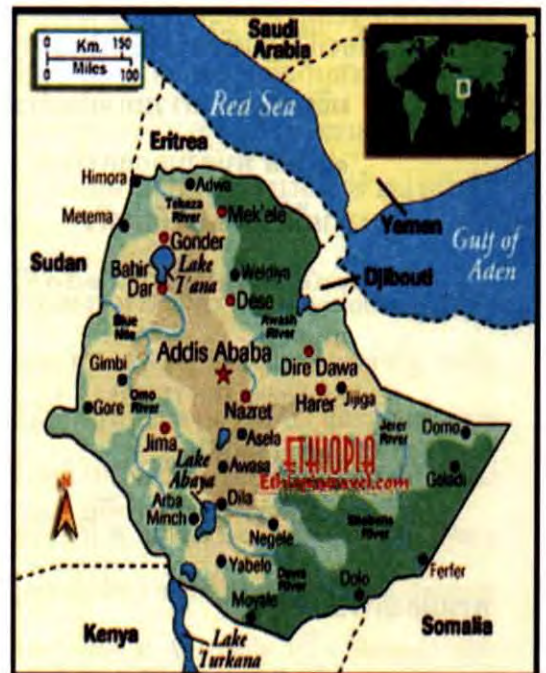 0 Km. 150
Miles
0 100
Saudi
Arabia
Red Sea
Eritrea
Himora
Adwa
Tekeze
River
Mek'ele
Metema
Yemen
Gulf of
Aden
Gonder
Sudan
Bahir
Dar
Lake
T'ana
Weldiya
Djibouti
Dese
Blue
Nile
Awash
River
Addis Ababa
Dire Dawa
Gimbi
Omo
River
Harer
Jijiga
Gore
Nazret
Jima
Asela
Jerer
River
Domo
ETHIOPIA
Lake
Abaya
Awasa
Geladi
Dila
Arba
Minch
Shebelle
River
Negele
N
Yabelo
Dawa
River
Dolo
Ferfer
Moyale
Kenya
Lake
Turkana
Somalia